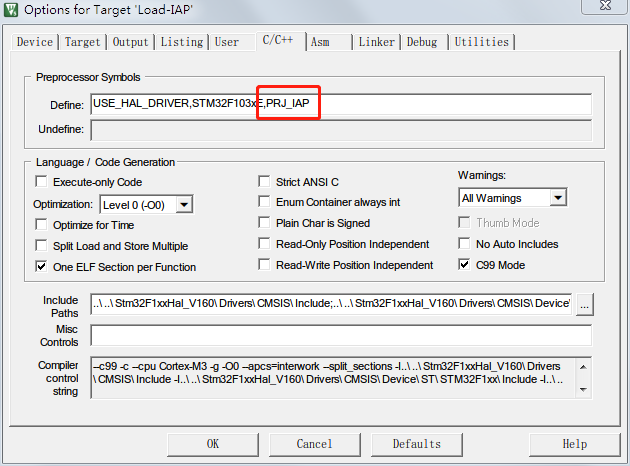 Options for Target 'Load-IAP'
Device Target Output Listing User C/C++ Asm Linker Debug Utilities
Preprocessor Symbols
Define: USE_HAL_DRIVER,STM32F103xE,PRJ_IAP
Undefine:
Language / Code Generation
Execute-only Code
Strict ANSI C
Warnings:
Optimization: Level 0 (-O0)
Enum Container always int
All Warnings
Optimize for Time
Plain Char is Signed
Thumb Mode
Split Load and Store Multiple
Read-Only Position Independent
No Auto Includes
One ELF Section per Function
Read-Write Position Independent
C99 Mode
Include
Paths
..\..\Stm32F1xxHal_V160\Drivers\CMSIS\Include;..\..\Stm32F1xxHal_V160\Drivers\CMSIS\Device\
...
Misc
Controls
Compiler
control
string
--c99 -c --cpu Cortex-M3 -g -O0 --apcs=interwork --split_sections -I..\..\Stm32F1xxHal_V160\Drivers
\CMSIS\Include -I..\..\Stm32F1xxHal_V160\Drivers\CMSIS\Device\ST\STM32F1xx\Include -I..\..
OK Cancel Defaults Help